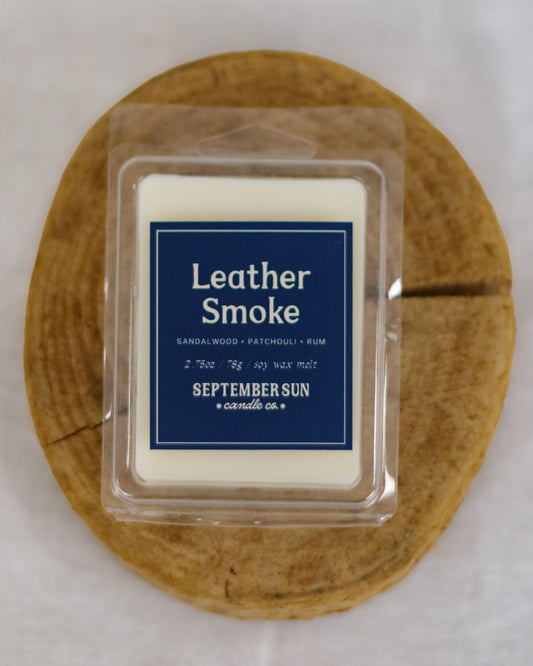 Leather
Smoke
SANDALWOOD + PATCHOULI + RUM
2.75oz / 78g / soy wax melt
SEPTEMBER SUN
candle co.